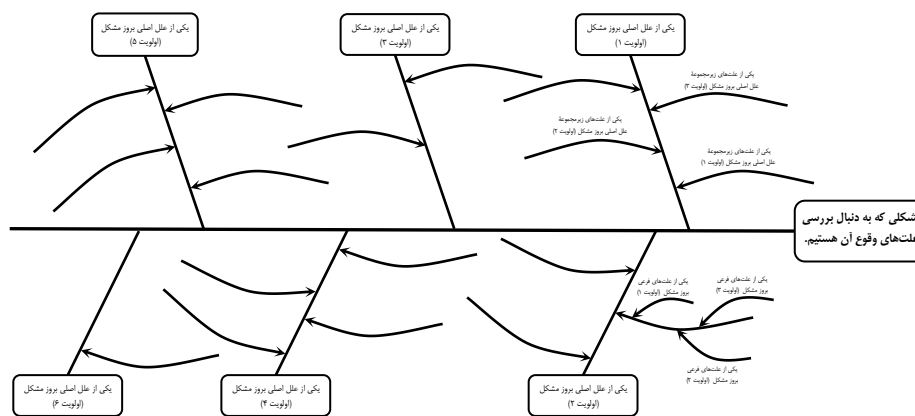 یکی از علل اصلی بروز مشکل
(اولویت ۱)
یکی از علل اصلی بروز مشکل
(اولویت ۳)
یکی از علل اصلی بروز مشکل
(اولویت ۵)
یکی از علت‌های زیرمجموعهٔ
علل اصلی بروز مشکل (اولویت ۳)
یکی از علت‌های زیرمجموعهٔ
علل اصلی بروز مشکل (اولویت ۲)
یکی از علت‌های زیرمجموعهٔ
علل اصلی بروز مشکل (اولویت ۱)
شکلی که به دنبال بررسی
علت‌های وقوع آن هستیم.
یکی از علت‌های فرعی
بروز مشکل (اولویت ۳)
یکی از علت‌های فرعی
بروز مشکل (اولویت ۱)
یکی از علت‌های فرعی
بروز مشکل (اولویت ۲)
یکی از علل اصلی بروز مشکل
(اولویت ۲)
یکی از علل اصلی بروز مشکل
(اولویت ۴)
یکی از علل اصلی بروز مشکل
(اولویت ۶)